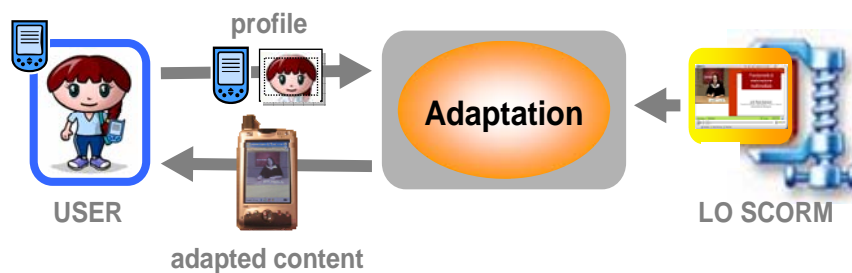 profile
Adaptation
USER
LO SCORM
adapted content